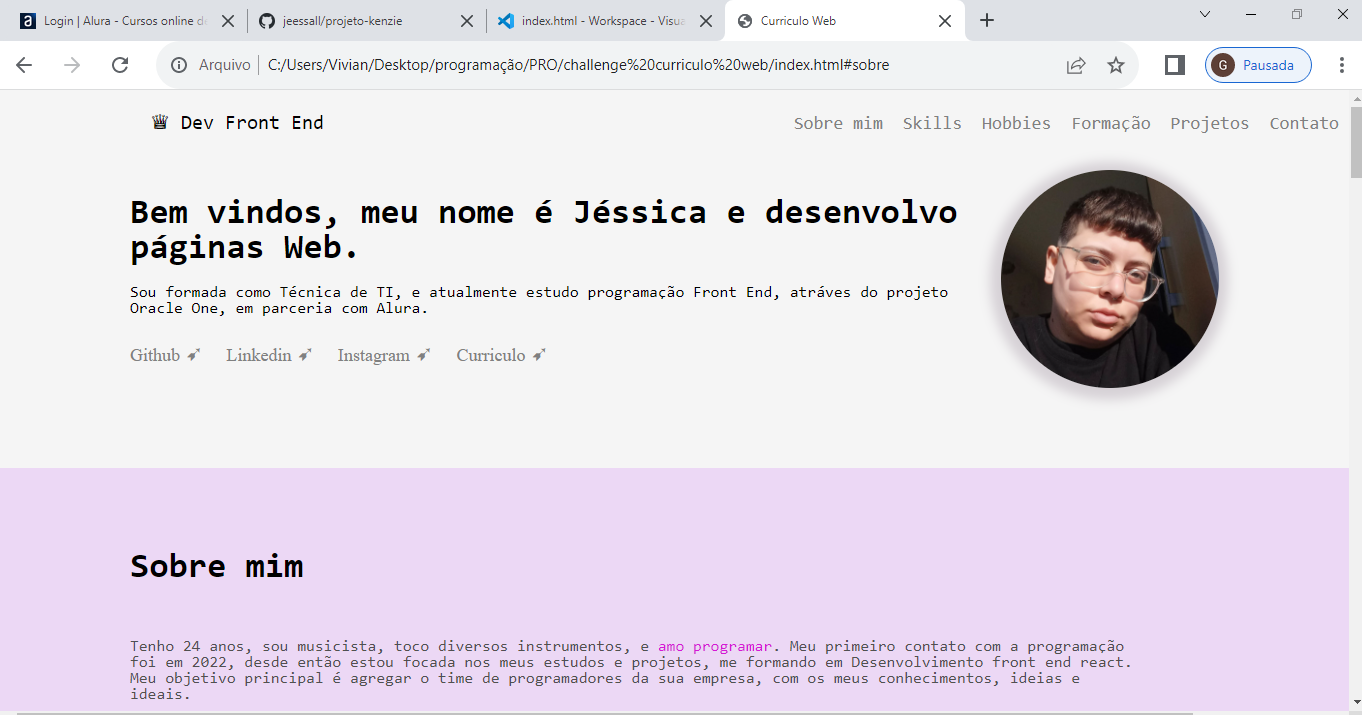 Login | Alura - Cursos online de
jeessall/projeto-kenzie
index.html - Workspace - Visua
Curriculo Web
Arquivo
C:/Users/Vivian/Desktop/programação/PRO/challenge%20curriculo%20web/index.html#sobre
G Pausada
♕ Dev Front End
Sobre mim Skills Hobbies Formação Projetos Contato
Bem vindos, meu nome é Jéssica e desenvolvo
páginas Web.
Sou formada como Técnica de TI, e atualmente estudo programação Front End, atráves do projeto
Oracle One, em parceria com Alura.
Github ➶ Linkedin ➶ Instagram ➶ Curriculo ➶
Sobre mim
Tenho 24 anos, sou musicista, toco diversos instrumentos, e amo programar. Meu primeiro contato com a programação
foi em 2022, desde então estou focada nos meus estudos e projetos, me formando em Desenvolvimento front end react.
Meu objetivo principal é agregar o time de programadores da sua empresa, com os meus conhecimentos, ideias e
ideais.